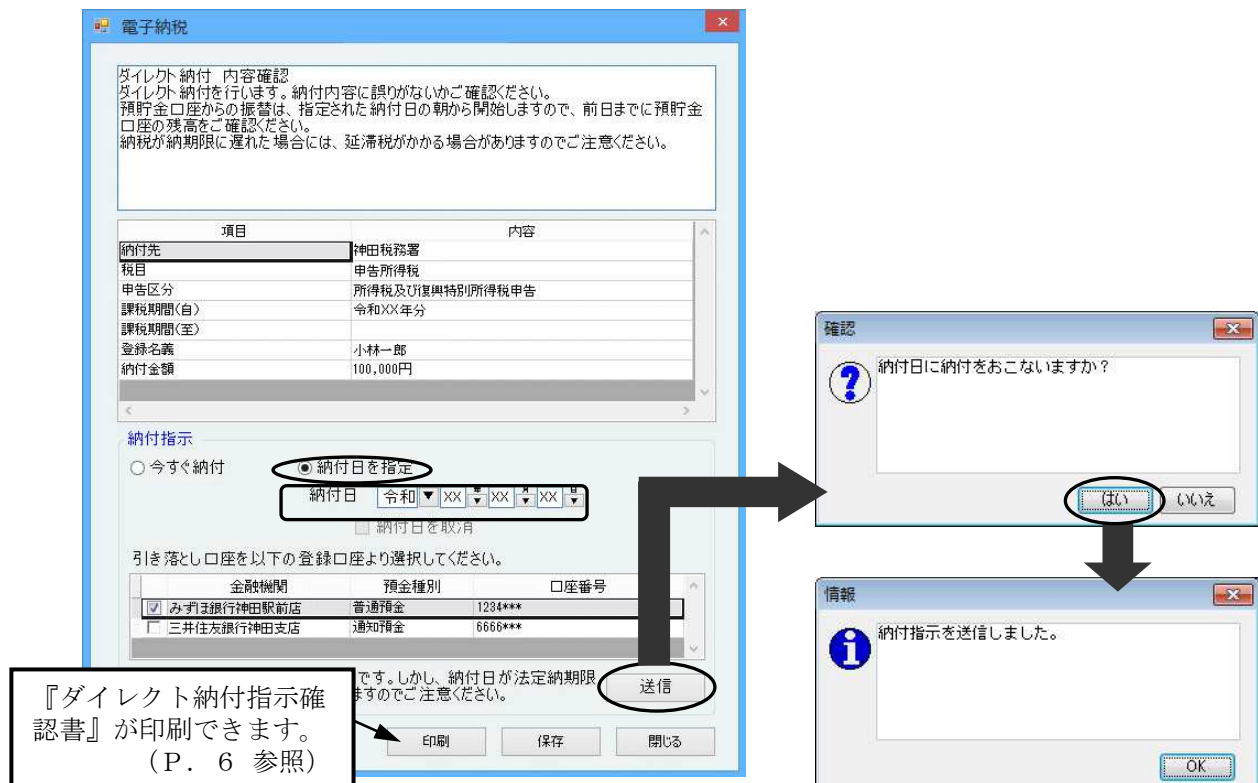 電子納税
ダイレクト納付 内容確認
ダイレクト納付を行います。納付内容に誤りがないかご確認ください。
預貯金口座からの振替は、指定された納付日の朝から開始しますので、前日までに預貯金
口座の残高をご確認ください。
納税が納期限に遅れた場合には、延滞税がかかる場合がありますのでご注意ください。
項目 内容
納付先 神田税務署
税目 申告所得税
申告区分 所得税及び復興特別所得税申告
課税期間(自) 令和XX年分
課税期間(至)
登録名義 小林一郎
納付金額 100,000円
納付指示
今すぐ納付 納付日を指定
納付日 令和 XX 年 XX 月 XX 日
納付日を取消
引き落とし口座を以下の登録口座より選択してください。
金融機関 預金種別 口座番号
みずほ銀行神田駅前店 普通預金 1234***
三井住友銀行神田支店 通知預金 6666***
です。しかし、納付日が法定納期限
ますのでご注意ください。
送信
印刷 保存 閉じる
『ダイレクト納付指示確
認書』が印刷できます。
(P.6 参照)
確認
納付日に納付をおこないますか?
はい いいえ
情報
納付指示を送信しました。
OK